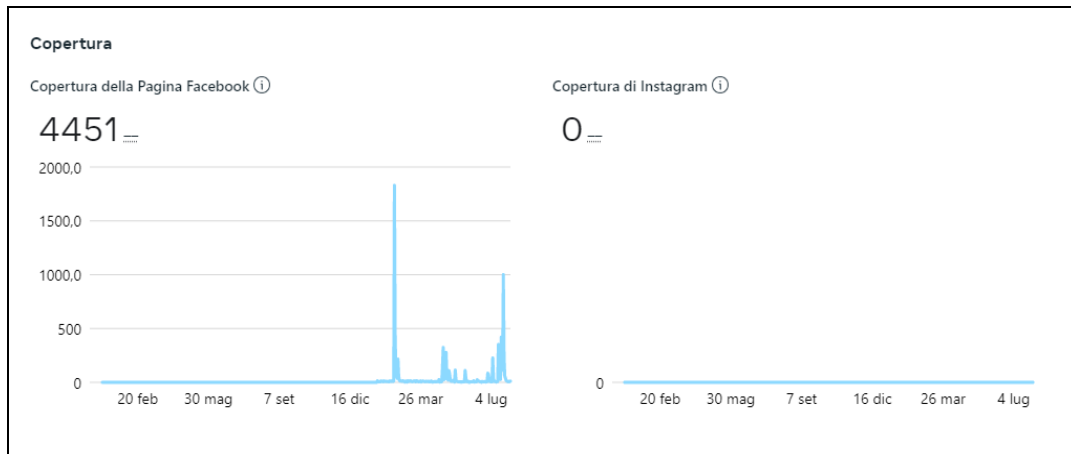 Copertura
Copertura della Pagina Facebook
4451 --
2000,0
1500,0
1000,0
500
0
20 feb 30 mag 7 set 16 dic 26 mar 4 lug
Copertura di Instagram
0 --
0
20 feb 30 mag 7 set 16 dic 26 mar 4 lug